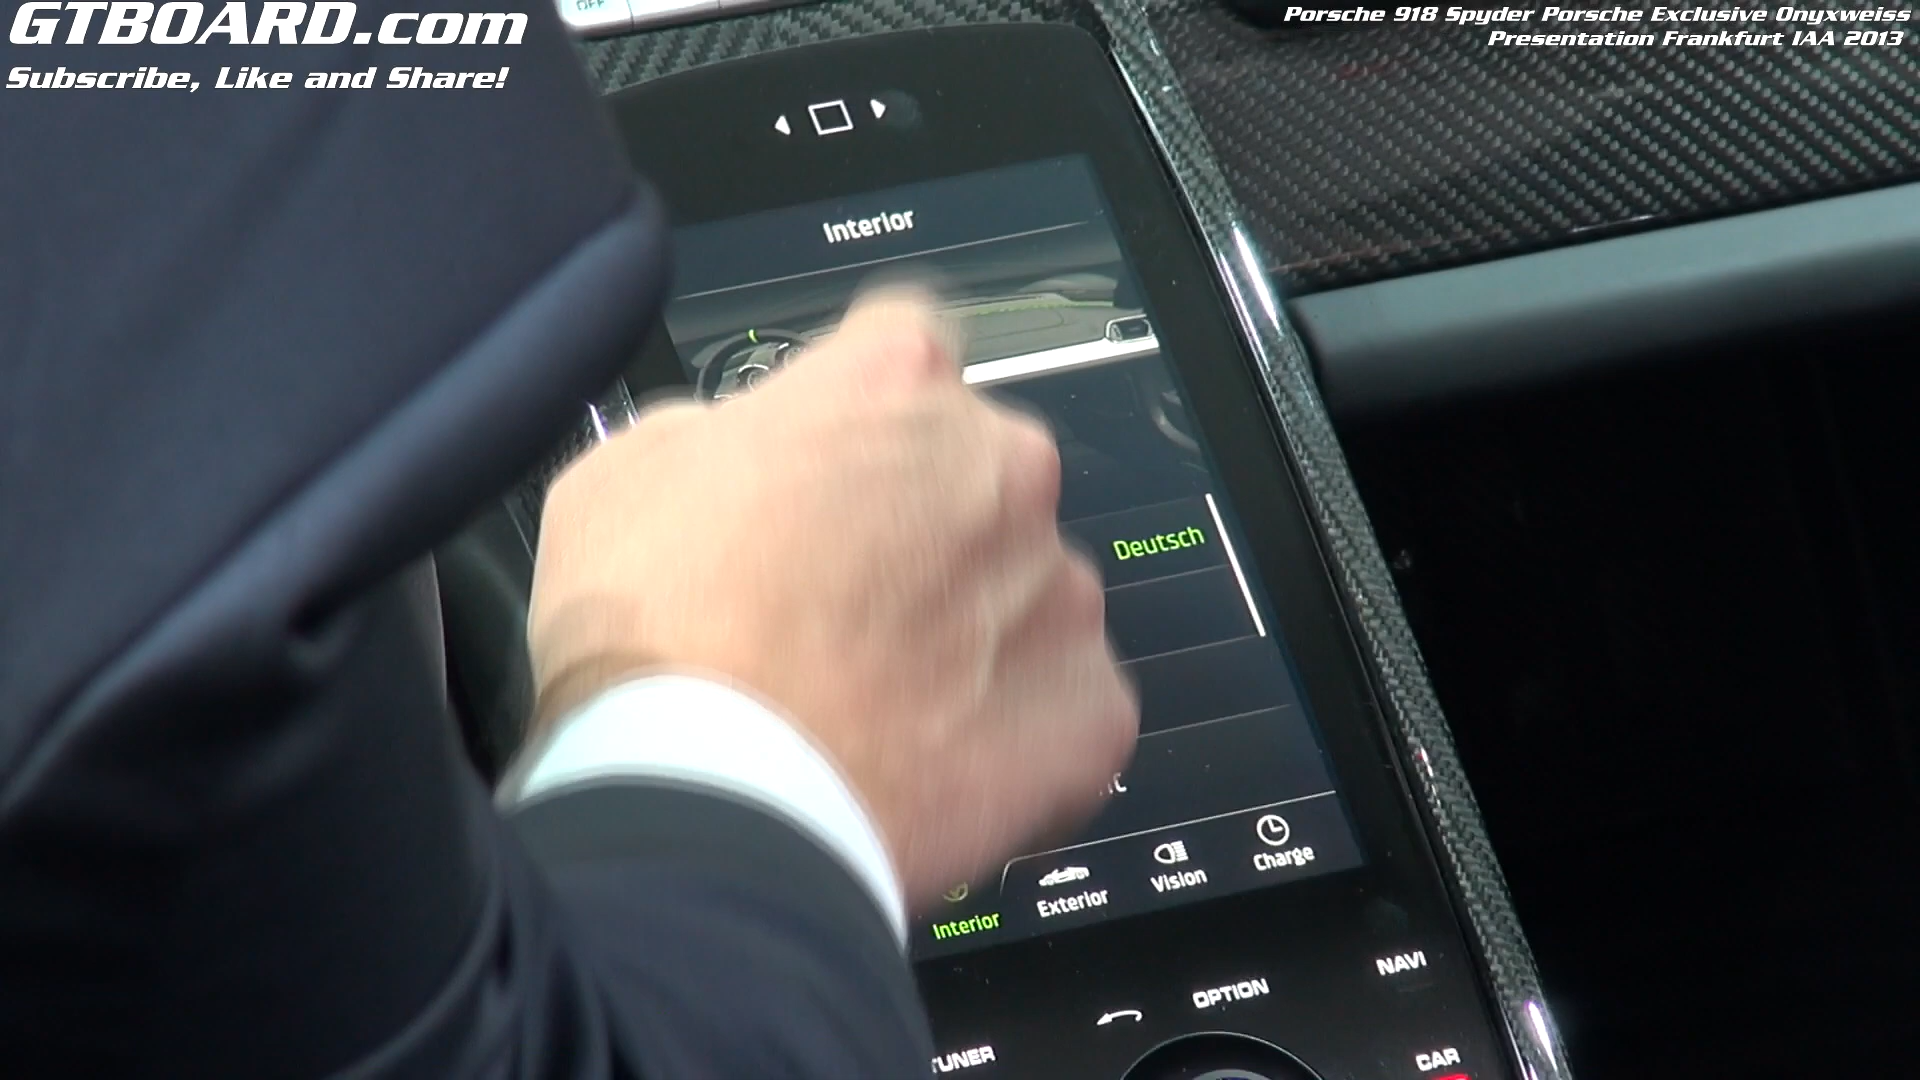 GTBOARD.com
Subscribe, Like and Share!
Porsche 918 Spyder Porsche Exclusive Onyxweiss
Presentation Frankfurt IAA 2013
OFF
Interior
Deutsch
Interior
Exterior
Vision
Charge
NAVI
OPTION
TUNER
CAR